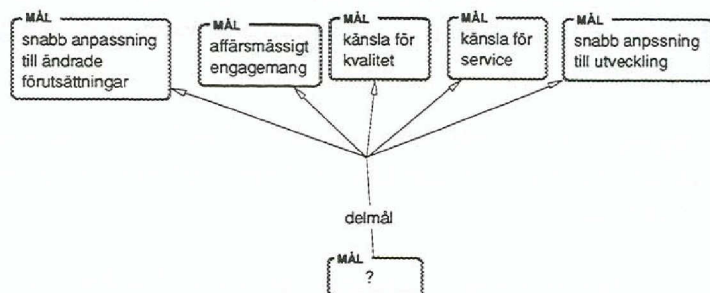 MÅL
snabb anpassning
till ändrade
förutsättningar
MÅL
affärsmässigt
engagemang
MÅL
känsla för
kvalitet
MÅL
känsla för
service
MÅL
snabb anpssning
till utveckling
delmål
MÅL
?